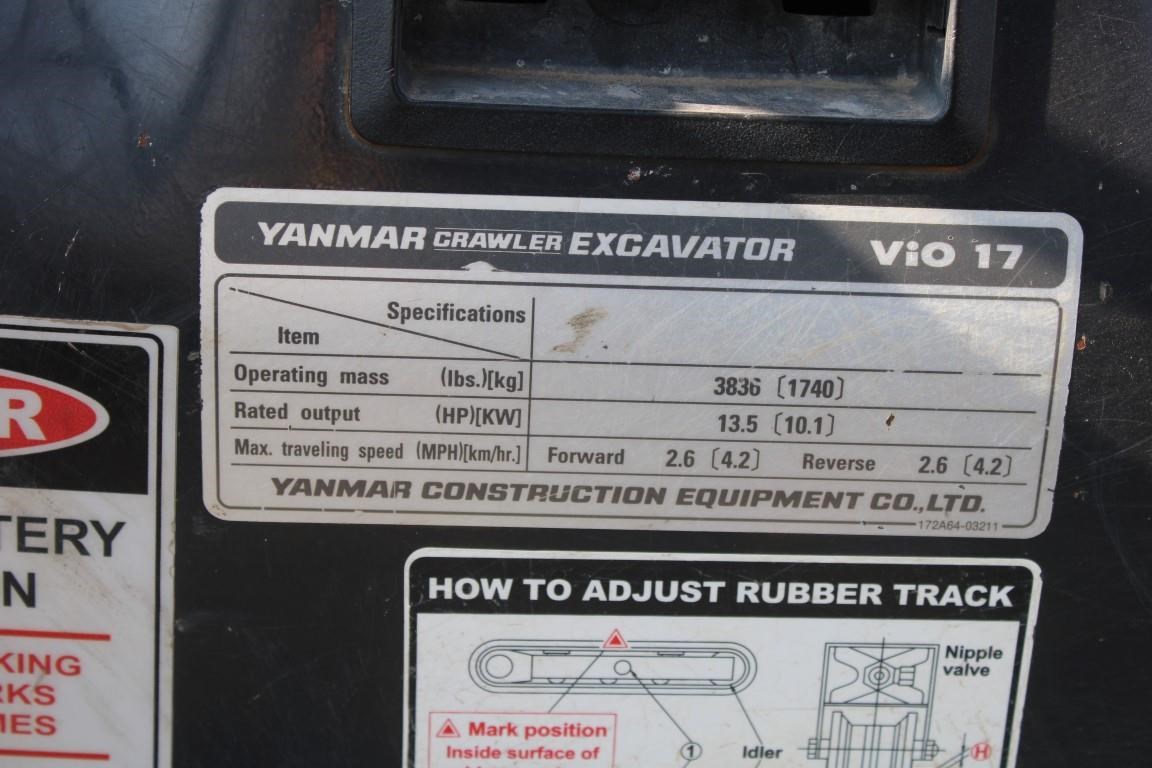 YANMAR CRAWLER EXCAVATOR ViO 17
Specifications
Item
Operating mass (lbs.)[kg] 3836 〔1740〕
Rated output (HP)[KW] 13.5 〔10.1〕
Max. traveling speed (MPH)[km/hr.] Forward 2.6 〔4.2〕 Reverse 2.6 〔4.2〕
YANMAR CONSTRUCTION EQUIPMENT CO.,LTD.
172A64-03211
R
TERY
N
KING
RKS
MES
HOW TO ADJUST RUBBER TRACK
Nipple
valve
Mark position
Inside surface of
1 Idler
H